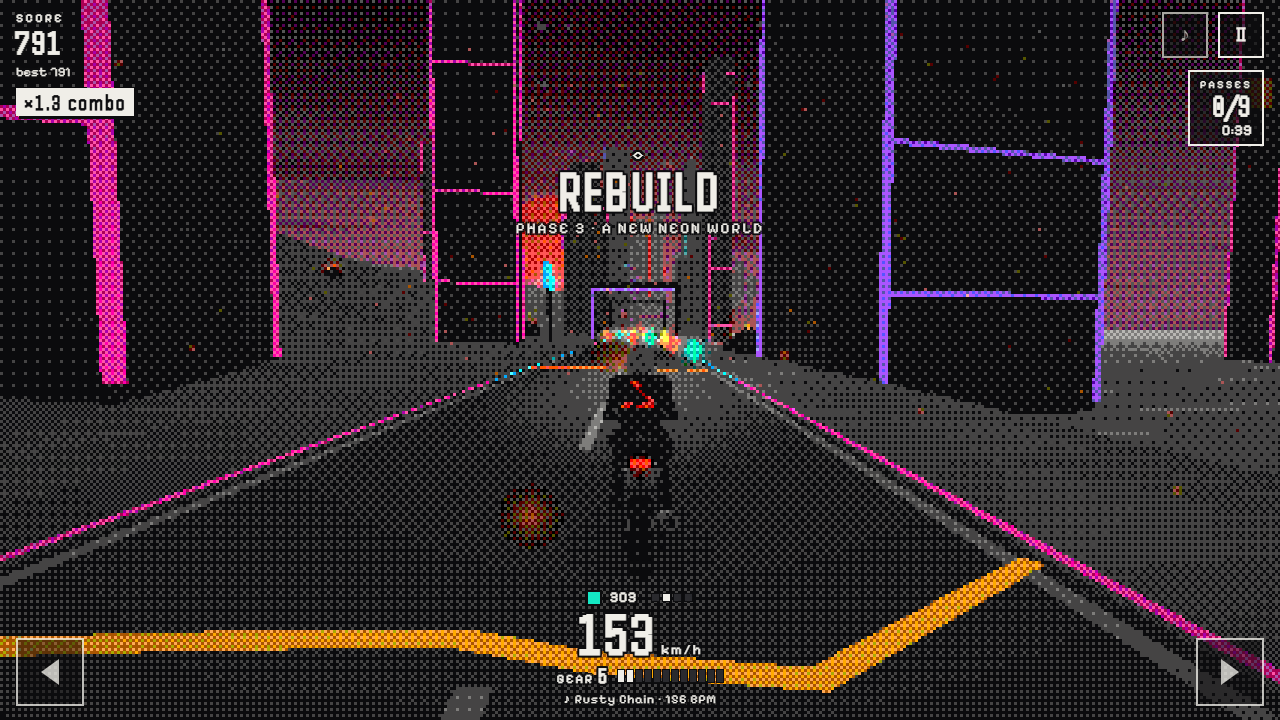 SCORE
791
best 791
×1.3 combo
PASSES
0/9
0:39
REBUILD
PHASE 3 · A NEW NEON WORLD
903
153 km/h
GEAR 6
♪ Rusty Chain · 186 BPM